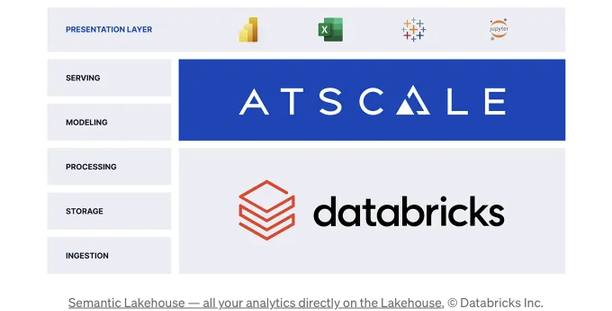 PRESENTATION LAYER
jupyter
SERVING
MODELING
ATSCALE
PROCESSING
STORAGE
databricks
INGESTION
Semantic Lakehouse — all your analytics directly on the Lakehouse, © Databricks Inc.